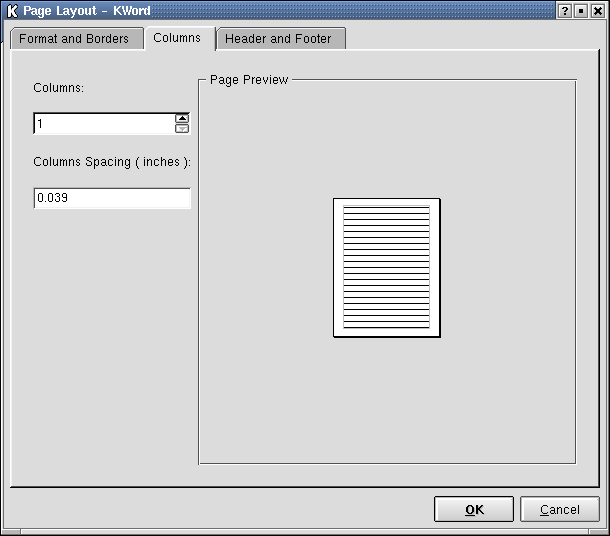 Page Layout - KWord
Format and Borders
Columns
Header and Footer
Columns:
1
Columns Spacing ( inches ):
0.039
Page Preview
OK
Cancel